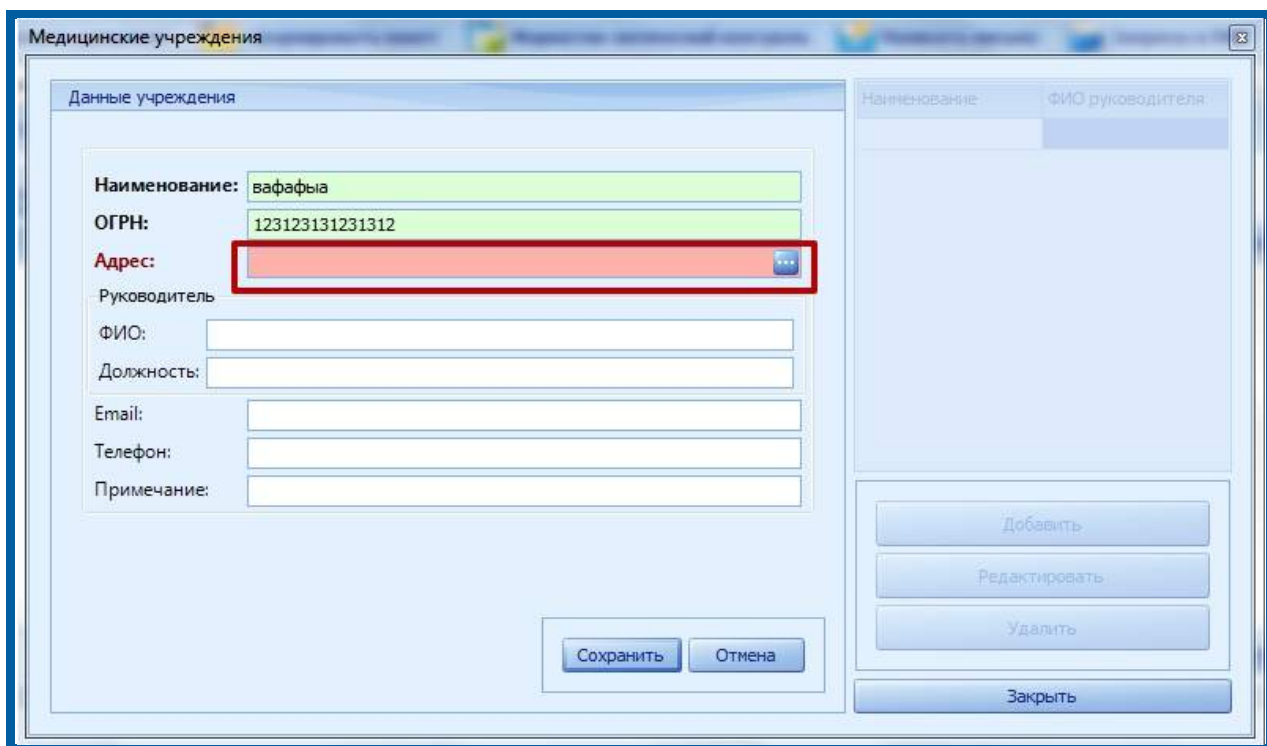 Медицинские учреждения
Данные учреждения
Наименование: вафафыа
ОГРН: 123123131231312
Адрес:
Руководитель
ФИО:
Должность:
Email:
Телефон:
Примечание:
Сохранить Отмена
Наименование ФИО руководителя
Добавить
Редактировать
Удалить
Закрыть